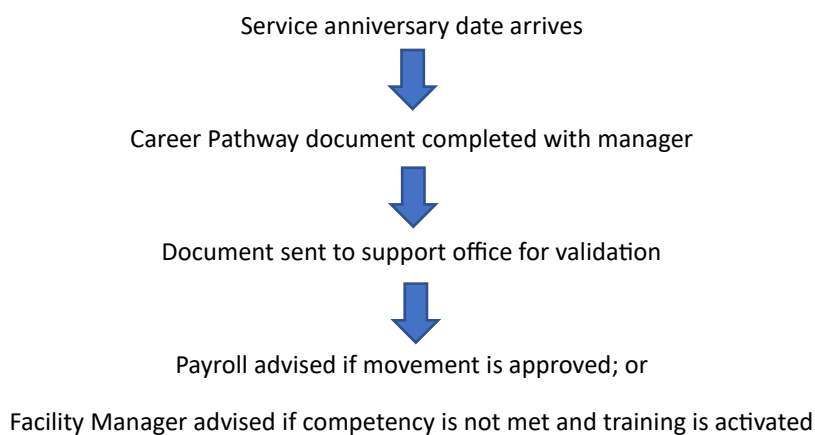 Service anniversary date arrives
Career Pathway document completed with manager
Document sent to support office for validation
Payroll advised if movement is approved; or
Facility Manager advised if competency is not met and training is activated